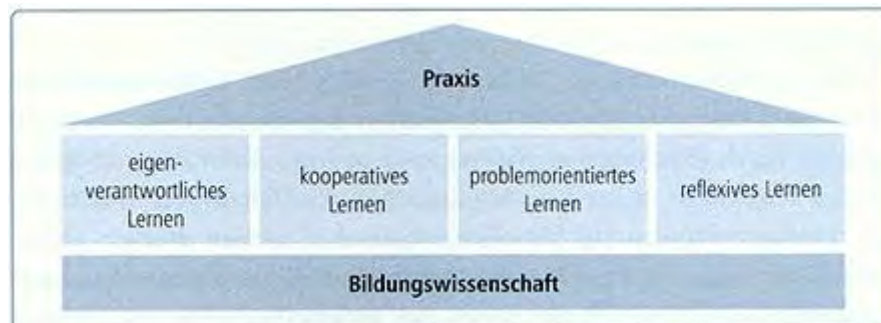 Praxis
eigen-
verantwortliches
Lernen
kooperatives
Lernen
problemorientiertes
Lernen
reflexives Lernen
Bildungswissenschaft